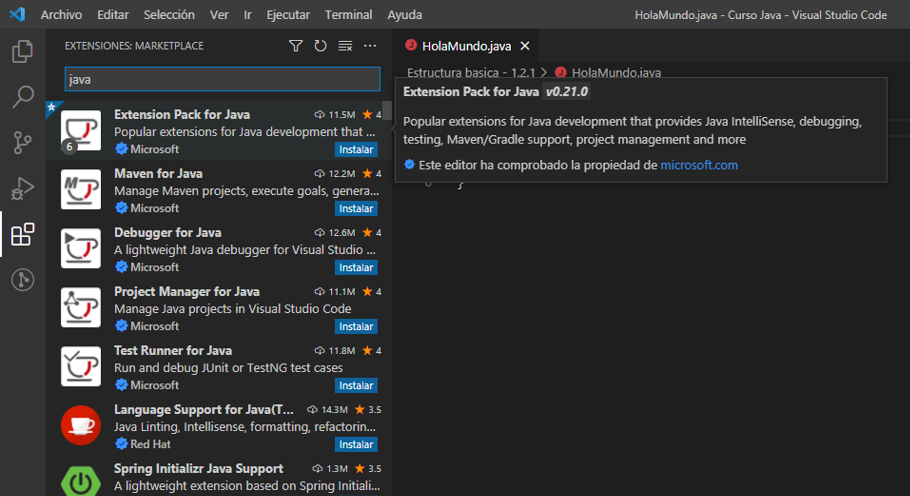 Archivo Editar Selección Ver Ir Ejecutar Terminal Ayuda
HolaMundo.java - Curso Java - Visual Studio Code
EXTENSIONES: MARKETPLACE
java
Extension Pack for Java 11.5M 4
Popular extensions for Java development that ...
Microsoft Instalar
6
Maven for Java 12.2M 4
Manage Maven projects, execute goals, genera...
Microsoft Instalar
Debugger for Java 12.6M 4
A lightweight Java debugger for Visual Studio ...
Microsoft Instalar
Project Manager for Java 11.1M 4
Manage Java projects in Visual Studio Code
Microsoft Instalar
Test Runner for Java 11.8M 4
Run and debug JUnit or TestNG test cases
Microsoft Instalar
Language Support for Java(T... 14.3M 3.5
Java Linting, Intellisense, formatting, refactorin...
Red Hat Instalar
Spring Initializr Java Support 1.3M 3.5
A lightweight extension based on Spring Initiali...
HolaMundo.java
Estructura basica - 1.2.1 > HolaMundo.java
Extension Pack for Java v0.21.0
Popular extensions for Java development that provides Java IntelliSense, debugging,
testing, Maven/Gradle support, project management and more
Este editor ha comprobado la propiedad de microsoft.com
}